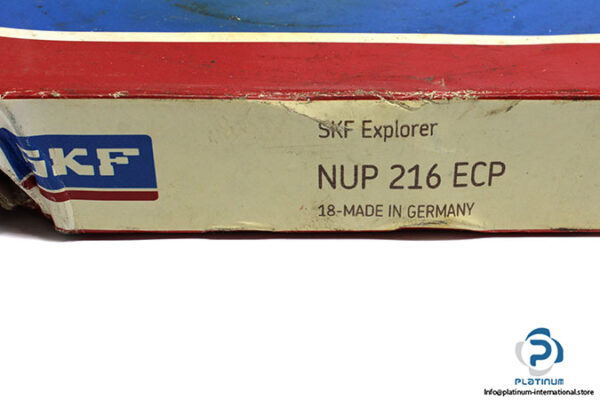 SKF
SKF Explorer
NUP 216 ECP
18-MADE IN GERMANY
PLATINUM
Info@platinum-international.store